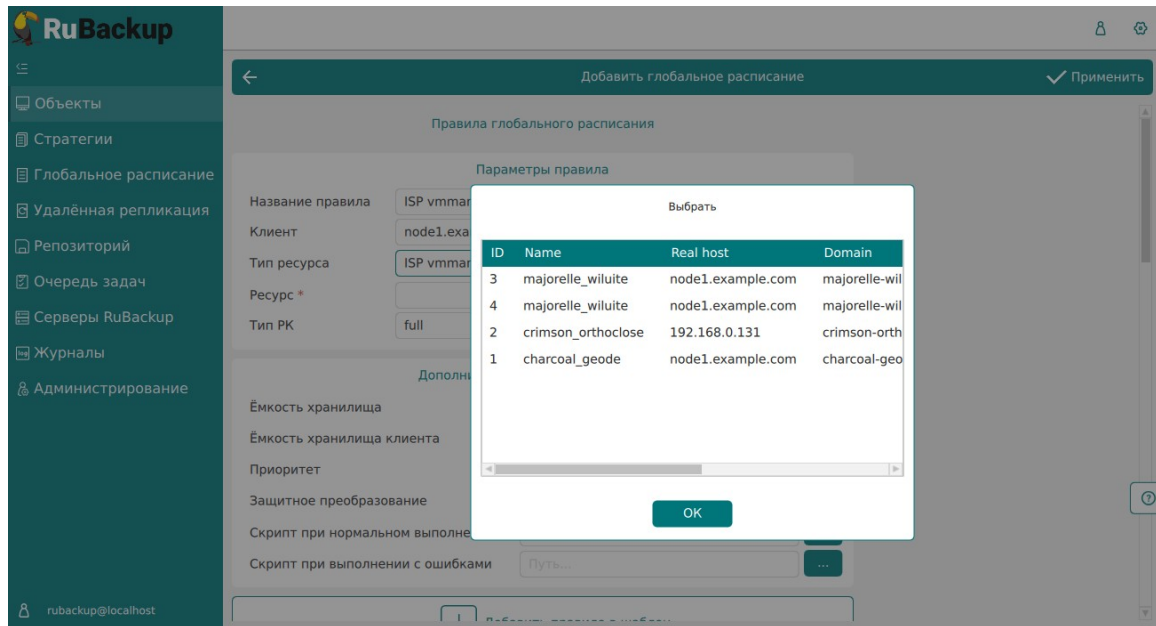 RuBackup
Добавить глобальное расписание
Применить
Объекты
Стратегии
Глобальное расписание
Удалённая репликация
Репозиторий
Очередь задач
Серверы RuBackup
Журналы
Администрирование
rubackup@localhost
Правила глобального расписания
Параметры правила
Название правила ISP vmmar
Клиент node1.exa
Тип ресурса ISP vmmar
Ресурс *
Тип РК full
Выбрать
ID Name Real host Domain
3 majorelle_wiluite node1.example.com majorelle-wil
4 majorelle_wiluite node1.example.com majorelle-wil
2 crimson_orthoclose 192.168.0.131 crimson-orth
1 charcoal_geode node1.example.com charcoal-geo
OK
Дополни
Ёмкость хранилища
Ёмкость хранилища клиента
Приоритет
Защитное преобразование
Скрипт при нормальном выполне
Скрипт при выполнении с ошибками Путь... ...